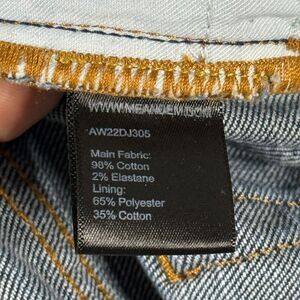 AW22DJ305
Main Fabric:
98% Cotton
2% Elastane
Lining:
65% Polyester
35% Cotton